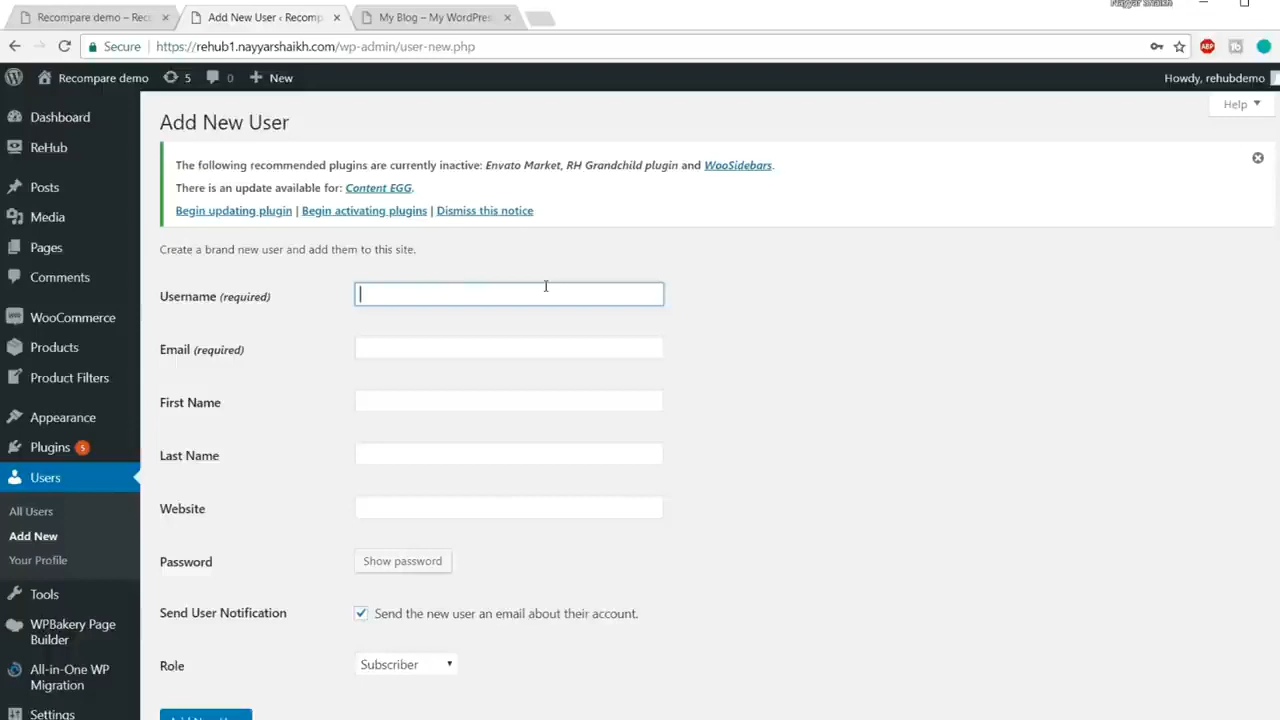 Nayyar Shaikh
Recompare demo – Rec
Add New User ‹ Recomp
My Blog – My WordPres
Secure
https://rehub1.nayyarshaikh.com/wp-admin/user-new.php
ABP
Recompare demo
5
0
New
Howdy, rehubdemo
Help
Dashboard
ReHub
Posts
Media
Pages
Comments
WooCommerce
Products
Product Filters
Appearance
Plugins 5
Users
All Users
Add New
Your Profile
Tools
WPBakery Page
Builder
All-in-One WP
Migration
Settings
Add New User
The following recommended plugins are currently inactive: Envato Market, RH Grandchild plugin and WooSidebars.
There is an update available for: Content EGG.
Begin updating plugin | Begin activating plugins | Dismiss this notice
Create a brand new user and add them to this site.
Username (required)
Email (required)
First Name
Last Name
Website
Password
Show password
Send User Notification
Send the new user an email about their account.
Role
Subscriber
Add New User